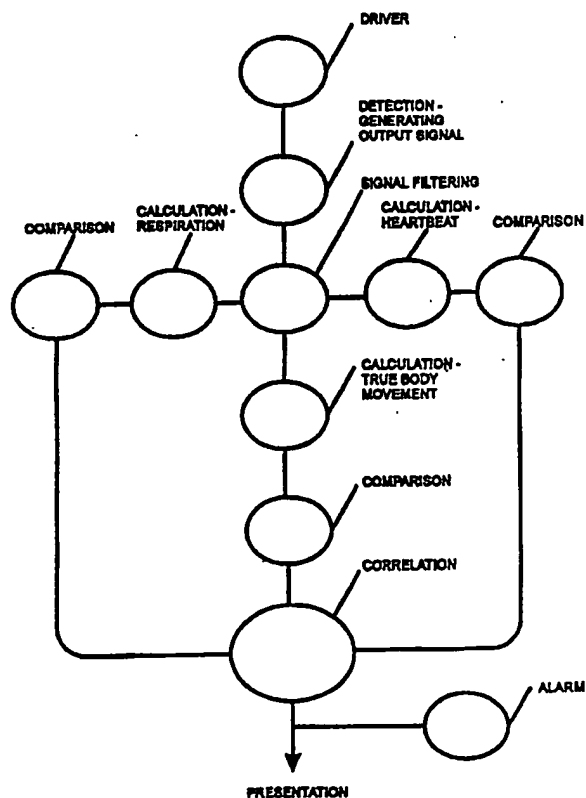 DRIVER
DETECTION -
GENERATING
OUTPUT SIGNAL
SIGNAL FILTERING
COMPARISON
CALCULATION -
RESPIRATION
CALCULATION -
HEARTBEAT
COMPARISON
CALCULATION -
TRUE BODY
MOVEMENT
COMPARISON
CORRELATION
ALARM
PRESENTATION